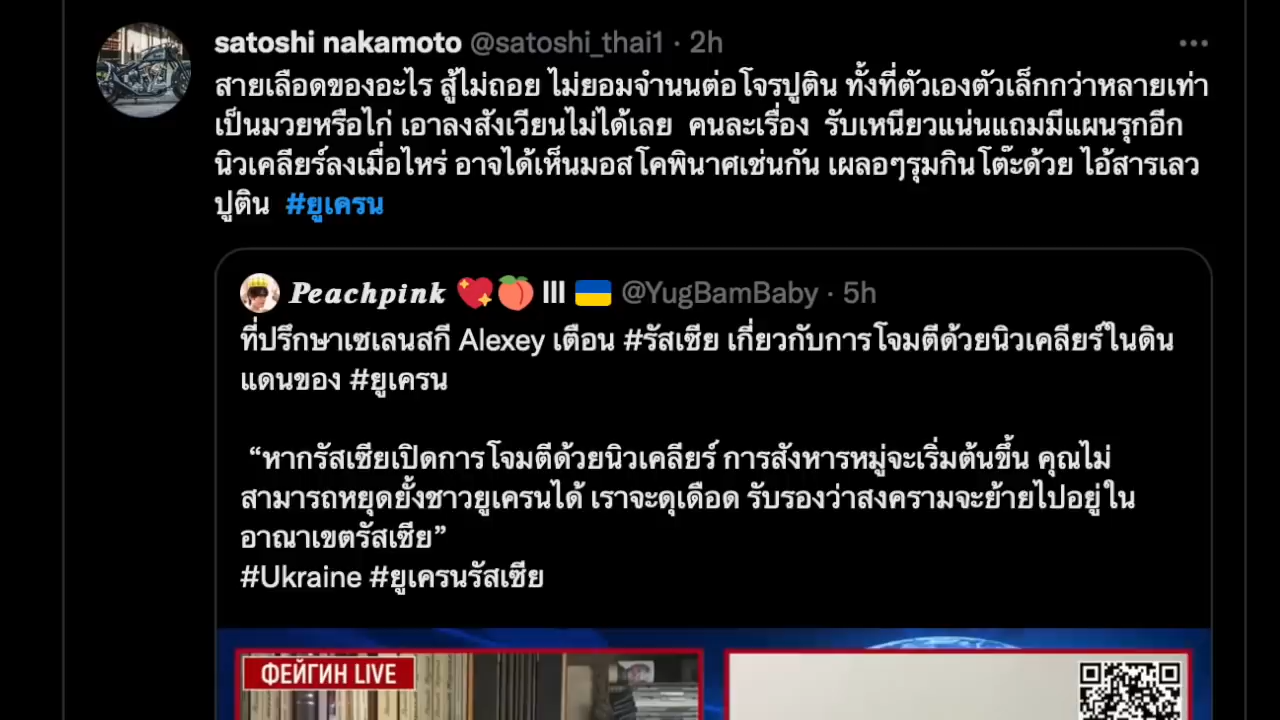 satoshi nakamoto @satoshi_thai1 · 2h
สายเลือดของอะไร สู้ไม่ถอย ไม่ยอมจำนนต่อโจรปูติน ทั้งที่ตัวเองตัวเล็กกว่าหลายเท่า
เป็นมวยหรือไก่ เอาลงสังเวียนไม่ได้เลย คนละเรื่อง รับเหนียวแน่นแถมมีแผนรุกอีก
นิวเคลียร์ลงเมื่อไหร่ อาจได้เห็นมอสโคพินาศเช่นกัน เผลอๆรุมกินโต๊ะด้วย ไอ้สารเลว
ปูติน #ยูเครน
Peachpink 💖🍑 lll 🇺🇦 @YugBamBaby · 5h
ที่ปรึกษาเซเลนสกี Alexey เตือน #รัสเซีย เกี่ยวกับการโจมตีด้วยนิวเคลียร์ในดิน
แดนของ #ยูเครน
“หากรัสเซียเปิดการโจมตีด้วยนิวเคลียร์ การสังหารหมู่จะเริ่มต้นขึ้น คุณไม่
สามารถหยุดยั้งชาวยูเครนได้ เราจะดุเดือด รับรองว่าสงครามจะย้ายไปอยู่ใน
อาณาเขตรัสเซีย”
#Ukraine #ยูเครนรัสเซีย
ФЕЙГИН LIVE